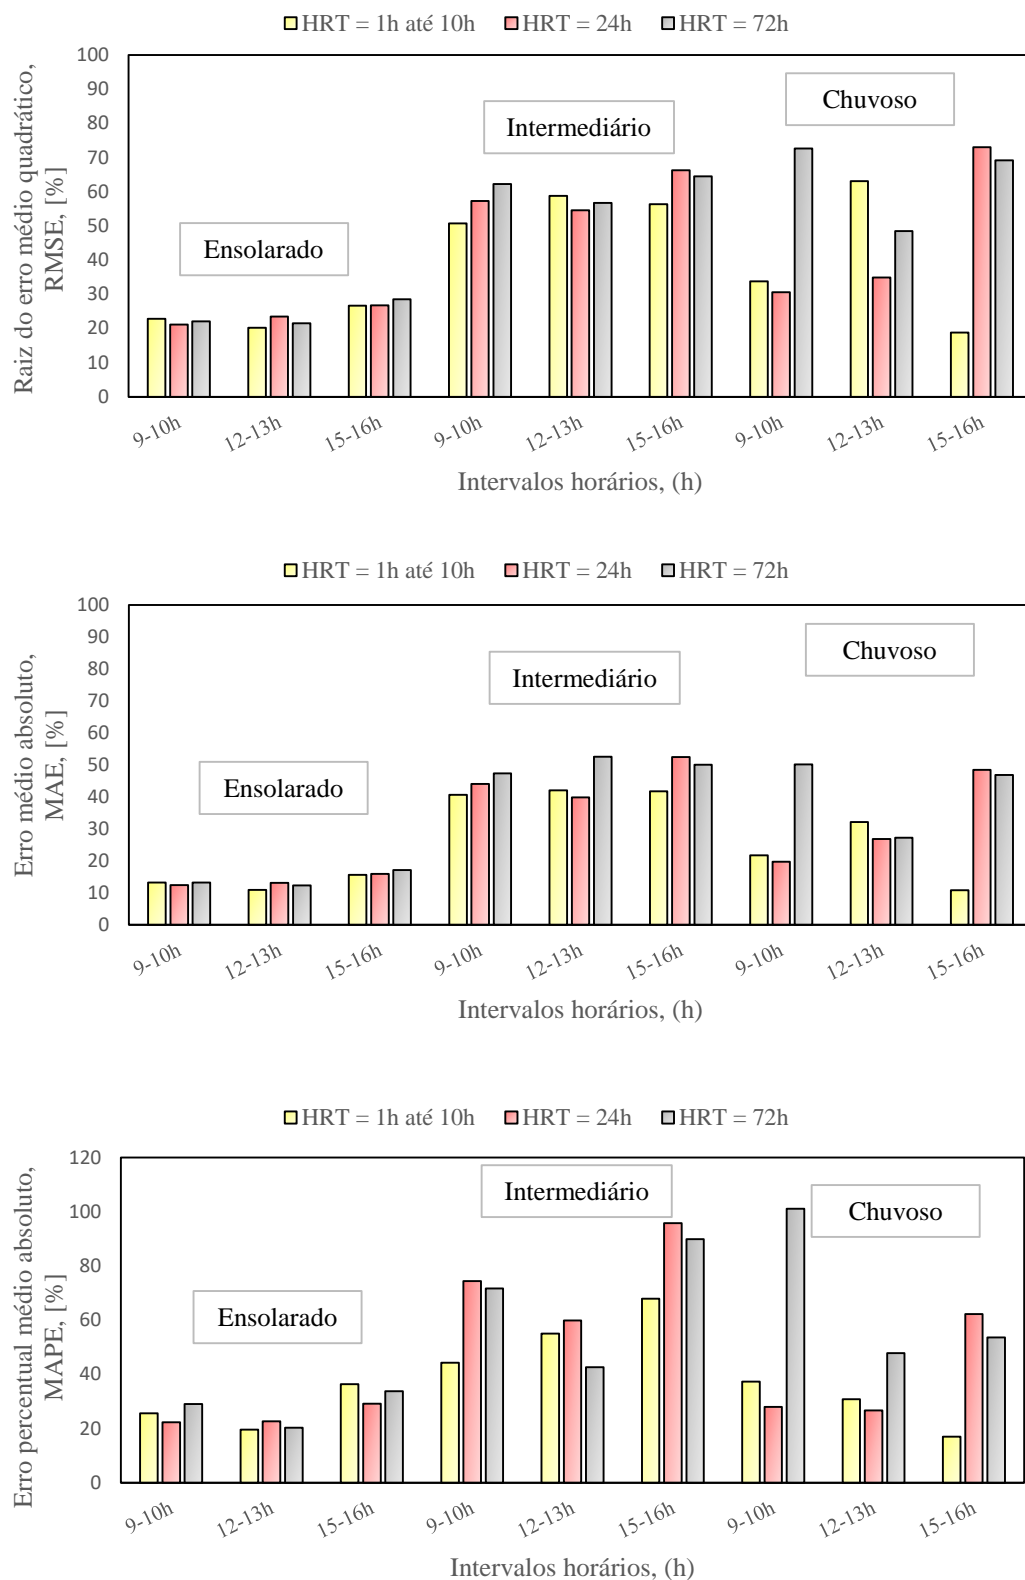 HRT = 1h até 10h HRT = 24h HRT = 72h
Raiz do erro médio quadrático,
RMSE, [%]
100
90
80
70
60
50
40
30
20
10
0
Ensolarado
Intermediário
Chuvoso
9-10h 12-13h 15-16h 9-10h 12-13h 15-16h 9-10h 12-13h 15-16h
Intervalos horários, (h)
HRT = 1h até 10h HRT = 24h HRT = 72h
Erro médio absoluto,
MAE, [%]
100
90
80
70
60
50
40
30
20
10
0
Ensolarado
Intermediário
Chuvoso
9-10h 12-13h 15-16h 9-10h 12-13h 15-16h 9-10h 12-13h 15-16h
Intervalos horários, (h)
HRT = 1h até 10h HRT = 24h HRT = 72h
Erro percentual médio absoluto,
MAPE, [%]
120
100
80
60
40
20
0
Ensolarado
Intermediário
Chuvoso
9-10h 12-13h 15-16h 9-10h 12-13h 15-16h 9-10h 12-13h 15-16h
Intervalos horários, (h)